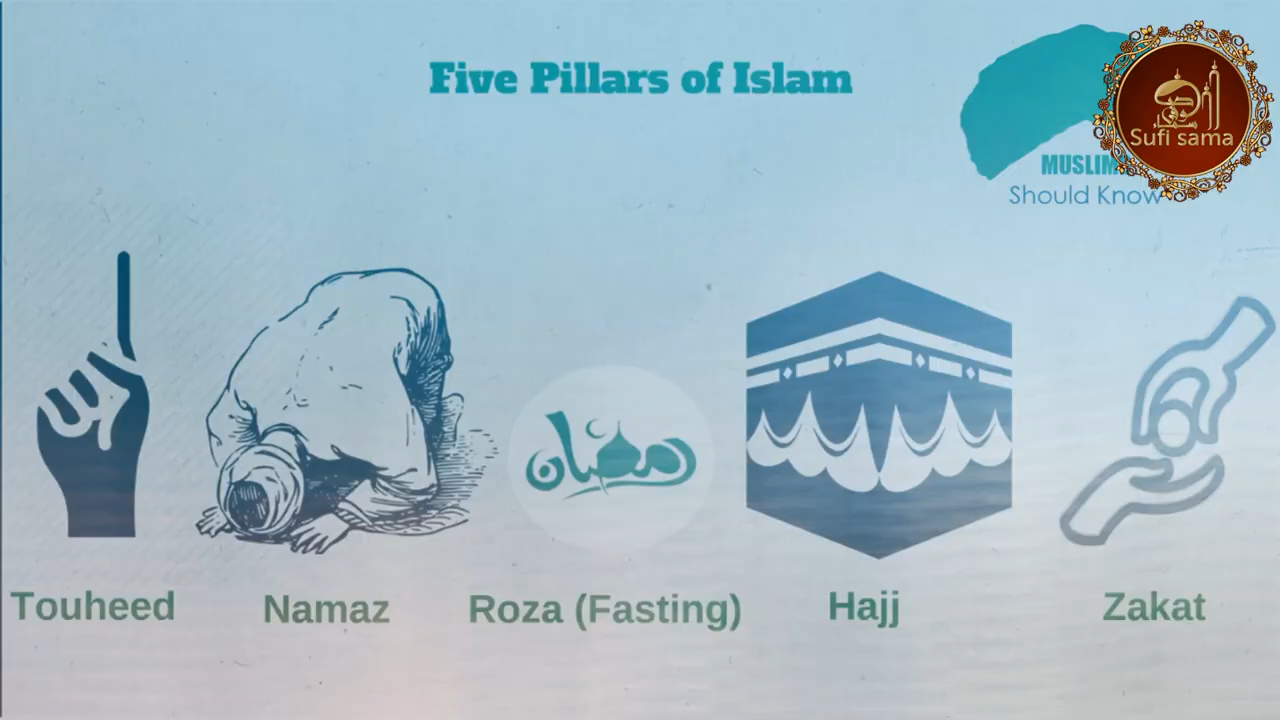 Five Pillars of Islam
MUSLIM
Should Know
Sufi sama
رمضان
Touheed
Namaz
Roza (Fasting)
Hajj
Zakat